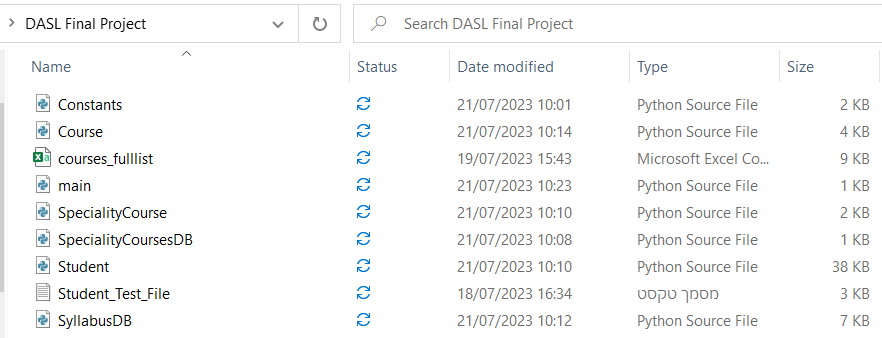 DASL Final Project Search DASL Final Project
Name Status Date modified Type Size
Constants 21/07/2023 10:01 Python Source File 2 KB
Course 21/07/2023 10:14 Python Source File 4 KB
courses_fulllist 19/07/2023 15:43 Microsoft Excel Co... 9 KB
main 21/07/2023 10:23 Python Source File 1 KB
SpecialityCourse 21/07/2023 10:10 Python Source File 2 KB
SpecialityCoursesDB 21/07/2023 10:08 Python Source File 1 KB
Student 21/07/2023 10:10 Python Source File 38 KB
Student_Test_File 18/07/2023 16:34 מסמך טקסט 3 KB
SyllabusDB 21/07/2023 10:12 Python Source File 7 KB